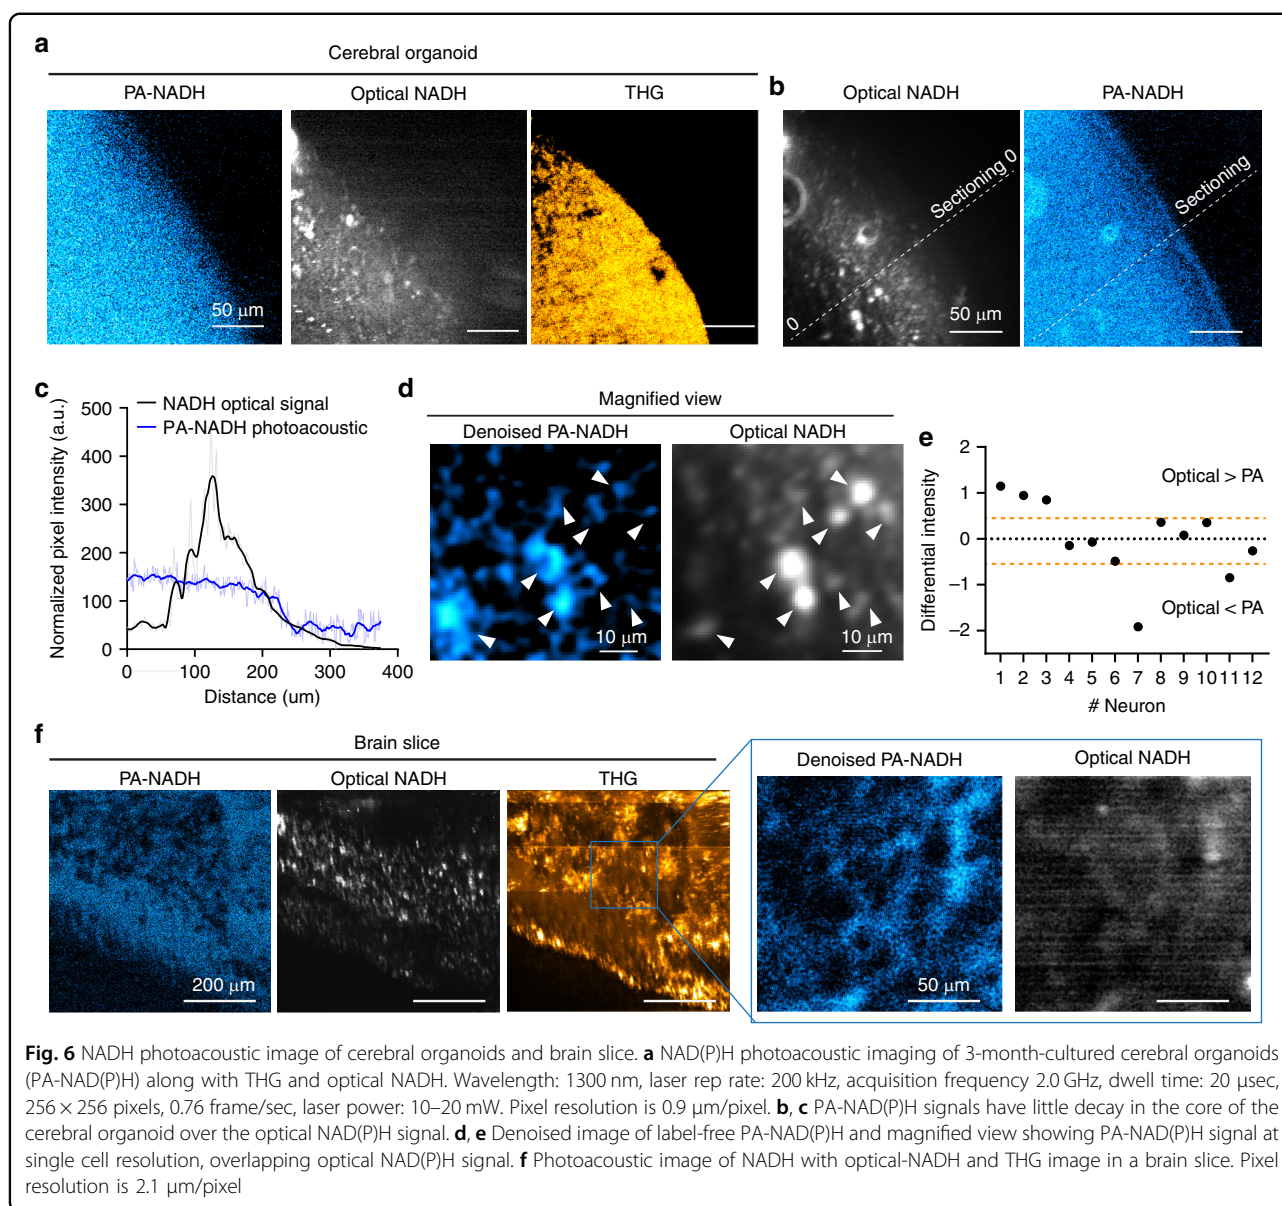 a
Cerebral organoid
PA-NADH
Optical NADH
THG
50 μm
b
Optical NADH
PA-NADH
Sectioning 0
0
50 μm
Sectioning
c
Normalized pixel intensity (a.u.)
500
400
300
200
100
0
NADH optical signal
PA-NADH photoacoustic
0
100
200
300
400
Distance (um)
d
Magnified view
Denoised PA-NADH
Optical NADH
10 μm
10 μm
e
Differential intensity
2
1
0
−1
−2
Optical > PA
Optical < PA
1 2 3 4 5 6 7 8 9 10 11 12
# Neuron
f
Brain slice
PA-NADH
Optical NADH
THG
200 μm
Denoised PA-NADH
Optical NADH
50 μm
Fig. 6 NADH photoacoustic image of cerebral organoids and brain slice. a NAD(P)H photoacoustic imaging of 3-month-cultured cerebral organoids
(PA-NAD(P)H) along with THG and optical NADH. Wavelength: 1300 nm, laser rep rate: 200 kHz, acquisition frequency 2.0 GHz, dwell time: 20 μsec,
256 × 256 pixels, 0.76 frame/sec, laser power: 10–20 mW. Pixel resolution is 0.9 μm/pixel. b, c PA-NAD(P)H signals have little decay in the core of the
cerebral organoid over the optical NAD(P)H signal. d, e Denoised image of label-free PA-NAD(P)H and magnified view showing PA-NAD(P)H signal at
single cell resolution, overlapping optical NAD(P)H signal. f Photoacoustic image of NADH with optical-NADH and THG image in a brain slice. Pixel
resolution is 2.1 μm/pixel